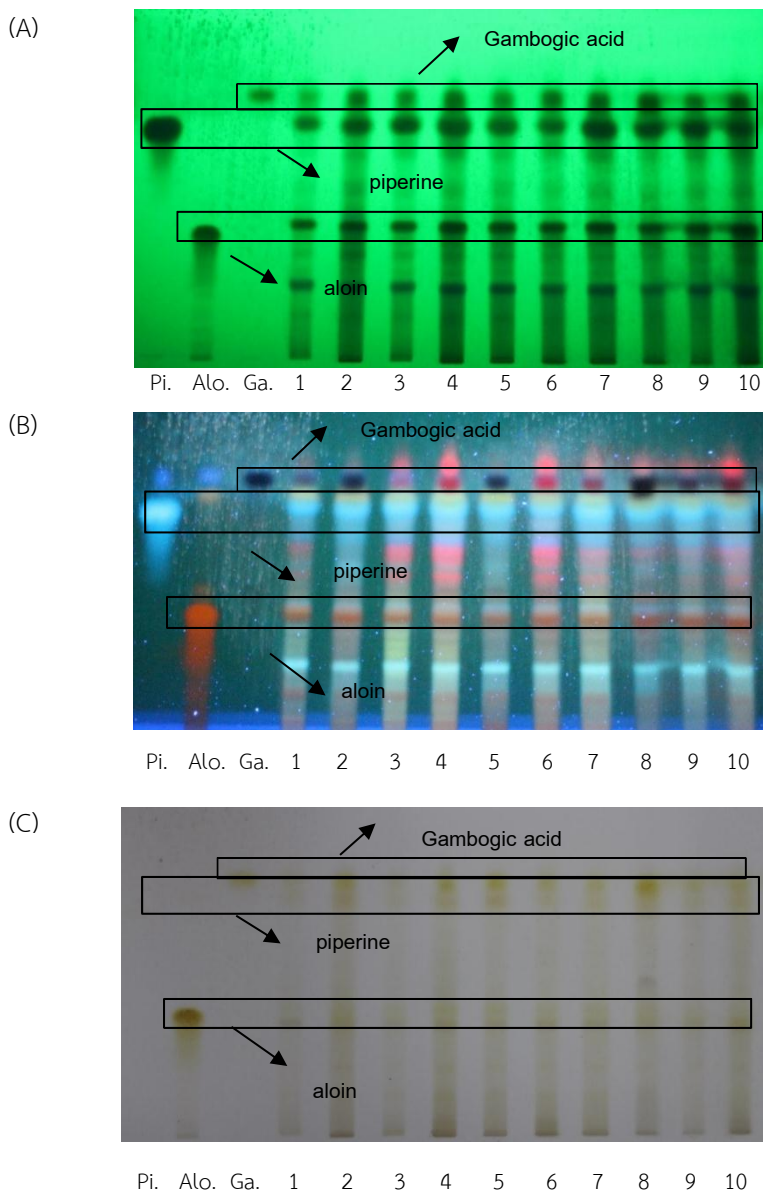 (A)
Gambogic acid
piperine
aloin
Pi. Alo. Ga. 1 2 3 4 5 6 7 8 9 10
(B)
Gambogic acid
piperine
aloin
Pi. Alo. Ga. 1 2 3 4 5 6 7 8 9 10
(C)
Gambogic acid
piperine
aloin
Pi. Alo. Ga. 1 2 3 4 5 6 7 8 9 10